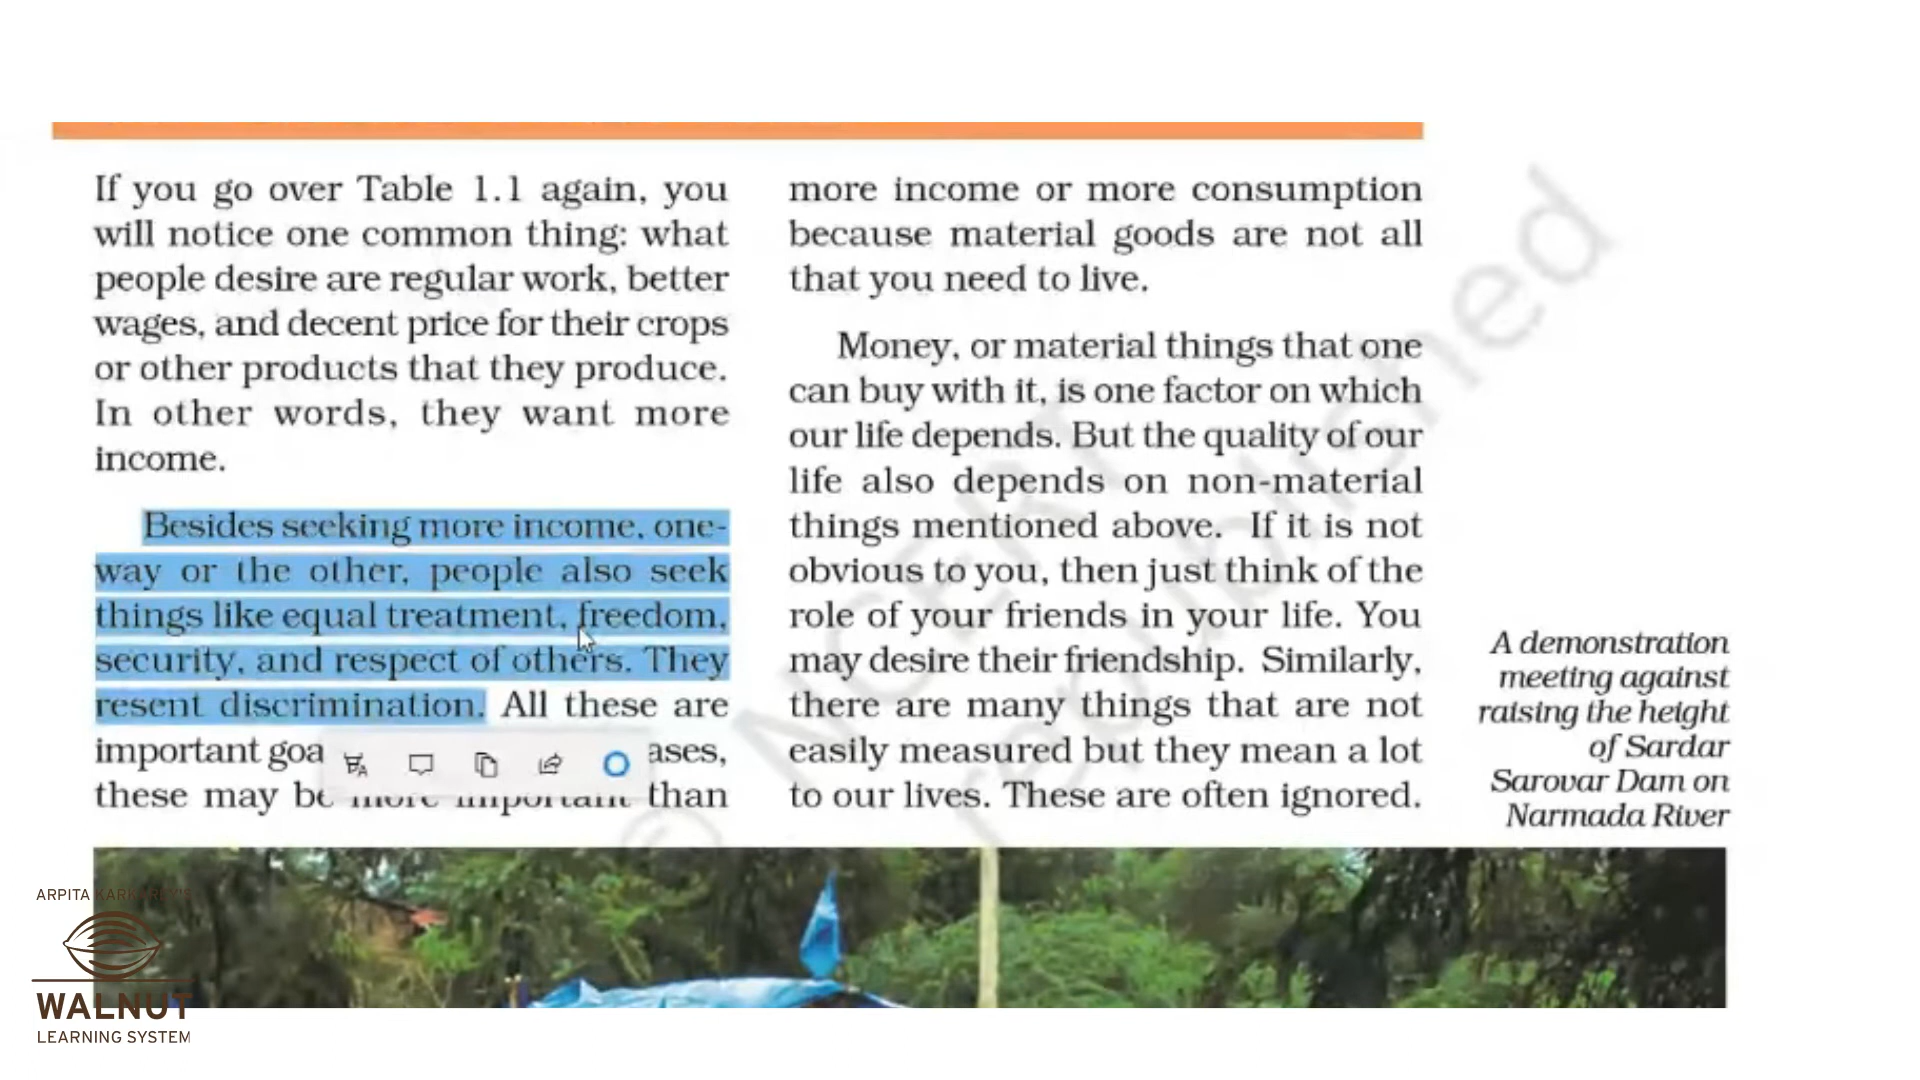 If you go over Table 1.1 again, you
will notice one common thing: what
people desire are regular work, better
wages, and decent price for their crops
or other products that they produce.
In other words, they want more
income.
Besides seeking more income, one-
way or the other, people also seek
things like equal treatment, freedom,
security, and respect of others. They
resent discrimination. All these are
important goa ases,
these may be more important than
more income or more consumption
because material goods are not all
that you need to live.
Money, or material things that one
can buy with it, is one factor on which
our life depends. But the quality of our
life also depends on non-material
things mentioned above. If it is not
obvious to you, then just think of the
role of your friends in your life. You
may desire their friendship. Similarly,
there are many things that are not
easily measured but they mean a lot
to our lives. These are often ignored.
A demonstration
meeting against
raising the height
of Sardar
Sarovar Dam on
Narmada River
© NCERT
republished
ARPITA KARKAREY'S
WALNUT
LEARNING SYSTEM